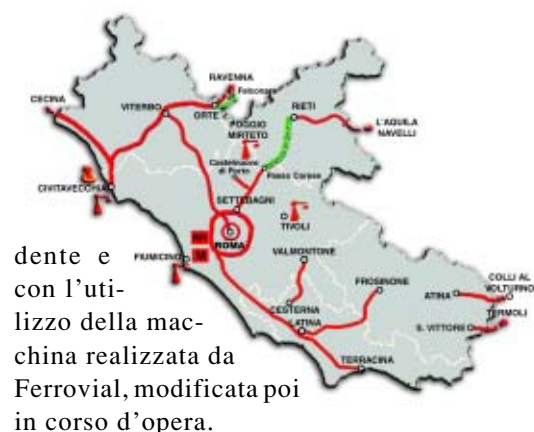 RAVENNA
Falconara
CECINA
VITERBO
ORTE
RIETI
POGGIO
MIRTETO
L'AQUILA
NAVELLI
Castelnuovo
di Porto
Passo Corese
CIVITAVECCHIA
SETTEBAGNI
TIVOLI
ROMA
FIUMICINO
VALMONTONE
FROSINONE
COLLI AL
VOLTURNO
ATINA
TERMOLI
CESTERNA
LATINA
S. VITTORE
TERRACINA
dente e
con l'uti-
lizzo della mac-
china realizzata da
Ferrovial, modificata poi
in corso d'opera.